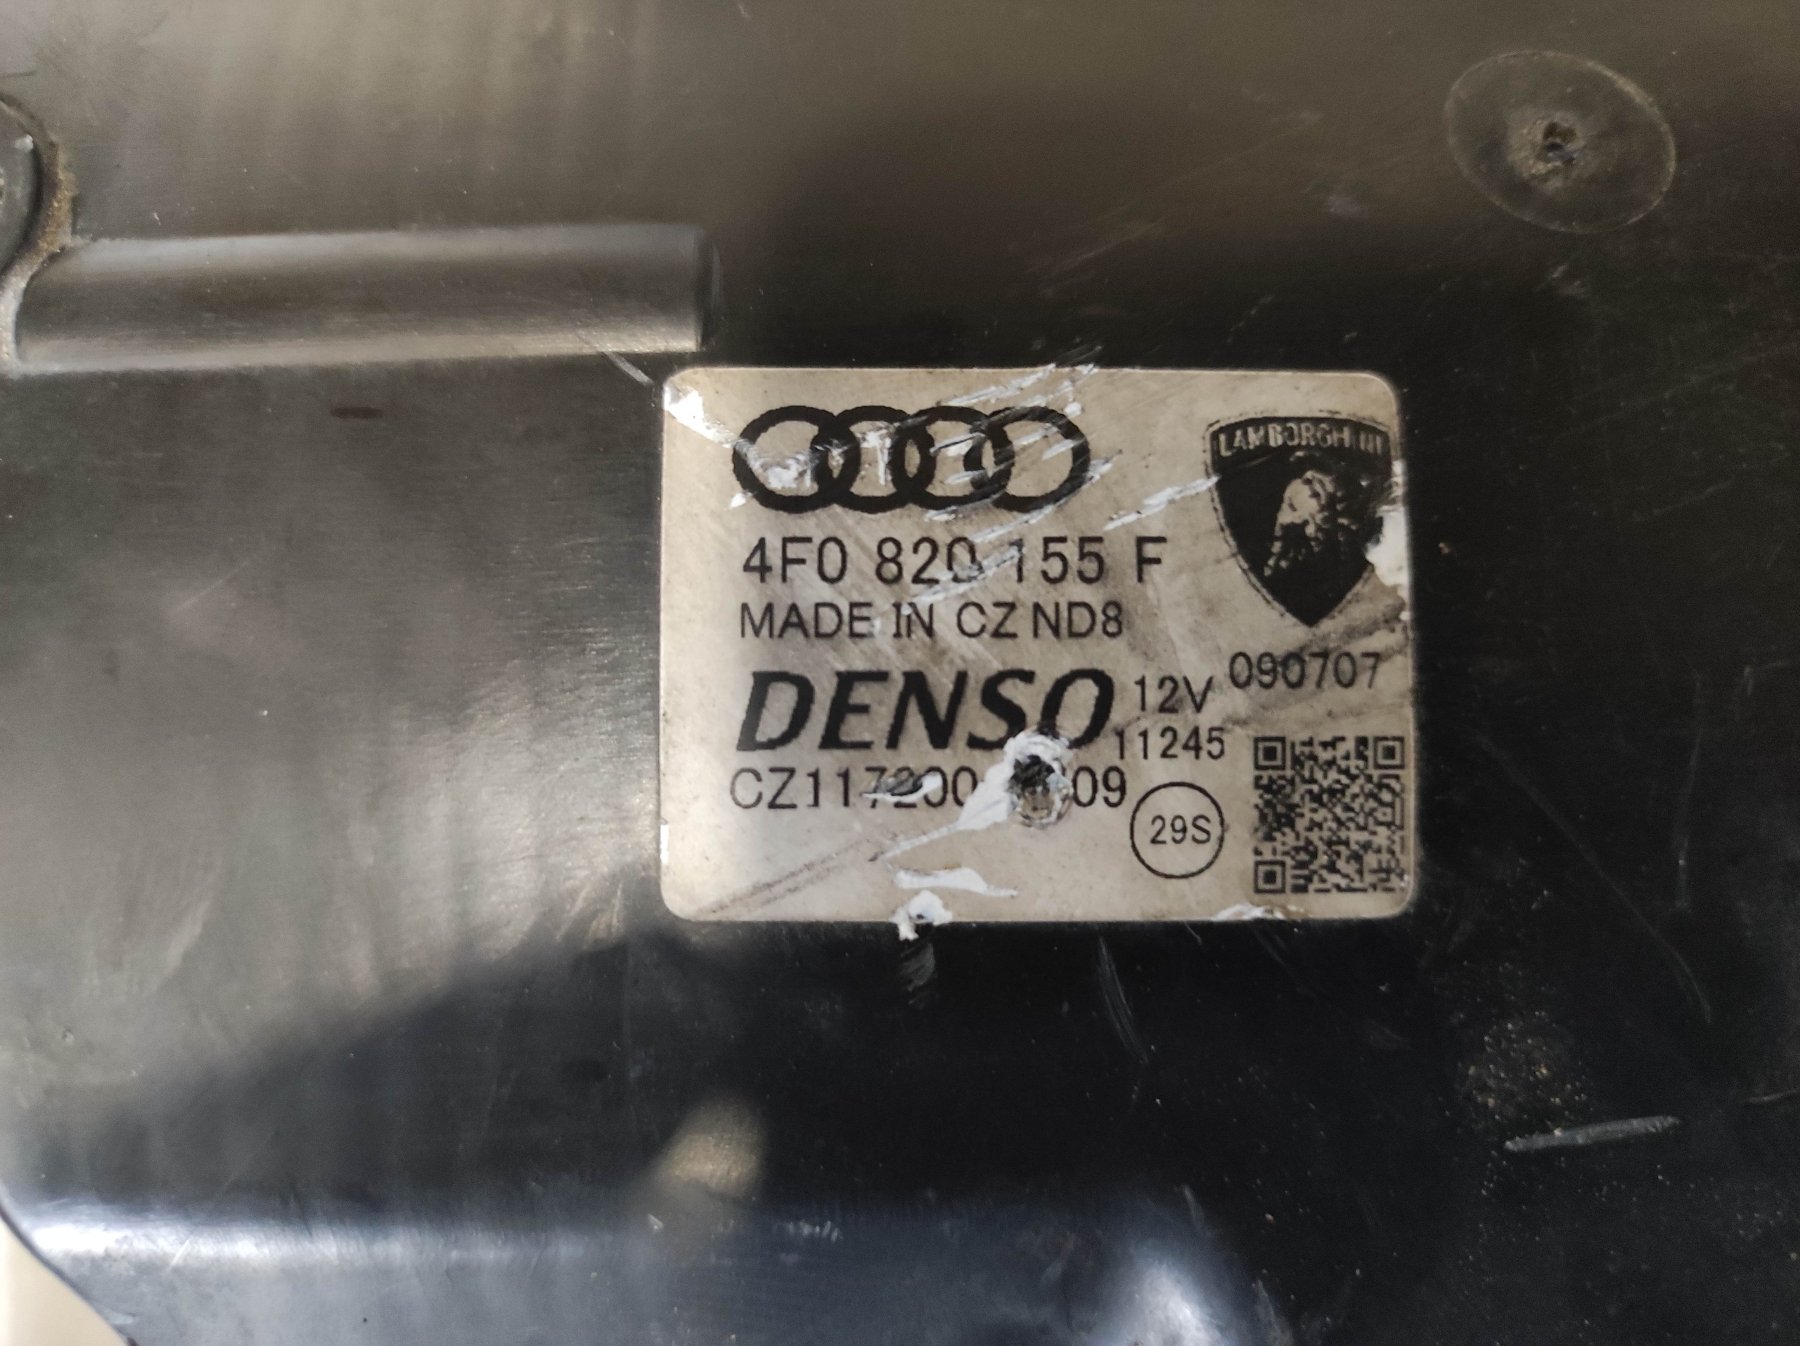 LAMBORGHINI
4F0 820 155 F
MADE IN CZ ND8
090707
DENSO 12V
11245
29S